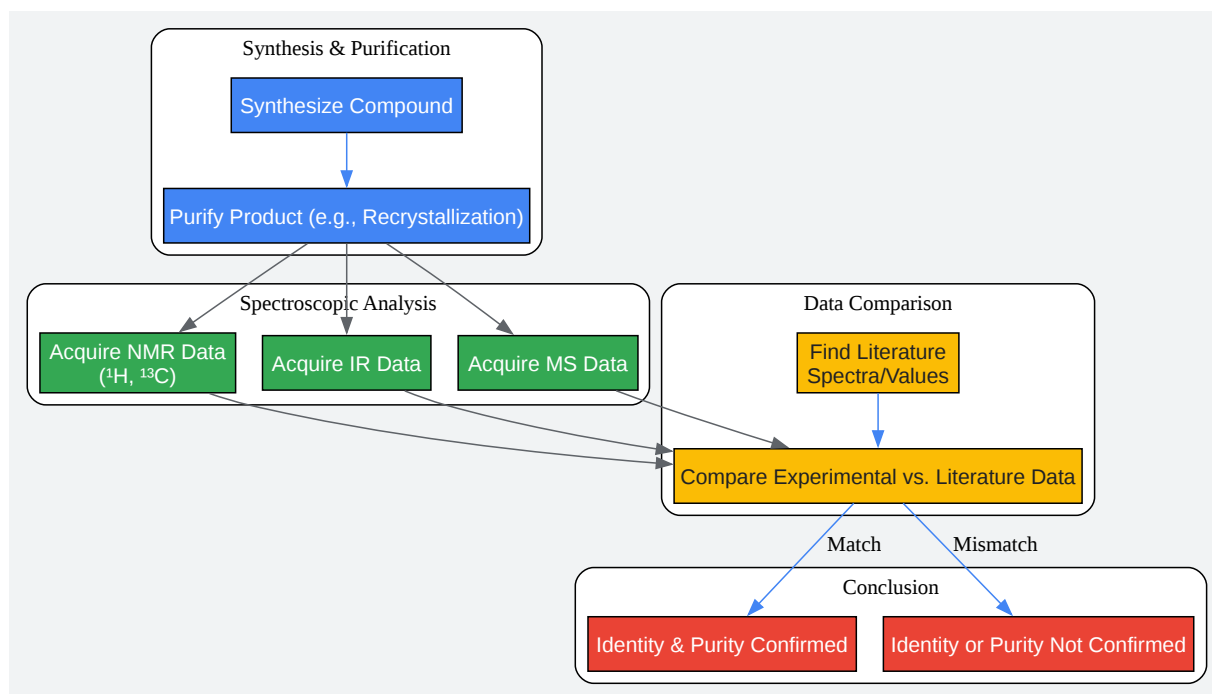 Synthesis & Purification
Synthesize Compound
Purify Product (e.g., Recrystallization)
Spectroscopic Analysis
Acquire NMR Data
(¹H, ¹³C)
Acquire IR Data
Acquire MS Data
Data Comparison
Find Literature
Spectra/Values
Compare Experimental vs. Literature Data
Match
Mismatch
Conclusion
Identity & Purity Confirmed
Identity or Purity Not Confirmed